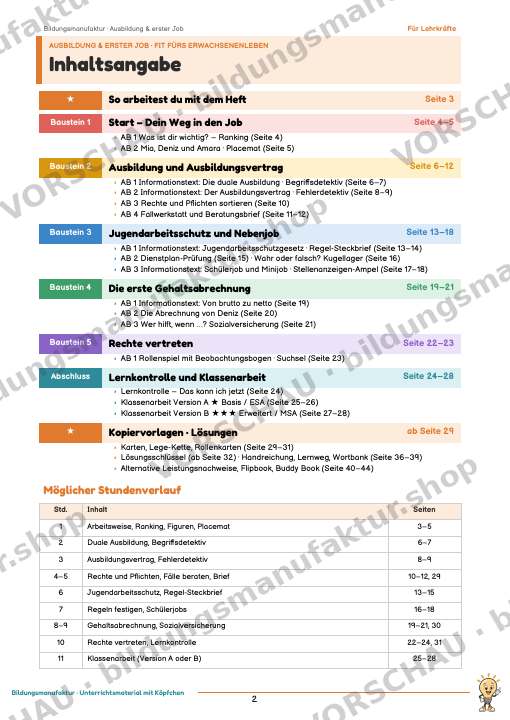 Bildungsmanufaktur · Ausbildung & erster Job
Für Lehrkräfte
AUSBILDUNG & ERSTER JOB · FIT FÜRS ERWACHSENENLEBEN
Inhaltsangabe
★ So arbeitest du mit dem Heft Seite 3
Baustein 1 Start – Dein Weg in den Job Seite 4–5
› AB 1 Was ist dir wichtig? – Ranking (Seite 4)
› AB 2 Mia, Deniz und Amara · Placemat (Seite 5)
Baustein 2 Ausbildung und Ausbildungsvertrag Seite 6–12
› AB 1 Informationstext: Die duale Ausbildung · Begriffsdetektiv (Seite 6–7)
› AB 2 Informationstext: Der Ausbildungsvertrag · Fehlerdetektiv (Seite 8–9)
› AB 3 Rechte und Pflichten sortieren (Seite 10)
› AB 4 Fallwerkstatt und Beratungsbrief (Seite 11–12)
Baustein 3 Jugendarbeitsschutz und Nebenjob Seite 13–18
› AB 1 Informationstext: Jugendarbeitsschutzgesetz · Regel-Steckbrief (Seite 13–14)
› AB 2 Dienstplan-Prüfung (Seite 15) · Wahr oder falsch? Kugellager (Seite 16)
› AB 3 Informationstext: Schülerjob und Minijob · Stellenanzeigen-Ampel (Seite 17–18)
Baustein 4 Die erste Gehaltsabrechnung Seite 19–21
› AB 1 Informationstext: Von brutto zu netto (Seite 19)
› AB 2 Die Abrechnung von Deniz (Seite 20)
› AB 3 Wer hilft, wenn …? Sozialversicherung (Seite 21)
Baustein 5 Rechte vertreten Seite 22–23
› AB 1 Rollenspiel mit Beobachtungsbogen · Suchsel (Seite 23)
Abschluss Lernkontrolle und Klassenarbeit Seite 24–28
› Lernkontrolle – Das kann ich jetzt (Seite 24)
› Klassenarbeit Version A ★ Basis / ESA (Seite 25–26)
› Klassenarbeit Version B ★★★ Erweitert / MSA (Seite 27–28)
★ Kopiervorlagen · Lösungen ab Seite 29
› Karten, Lege-Kette, Rollenkarten (Seite 29–31)
› Lösungsschlüssel (ab Seite 32) · Handreichung, Lernweg, Wortbank (Seite 36–39)
› Alternative Leistungsnachweise, Flipbook, Buddy Book (Seite 40–44)
Möglicher Stundenverlauf
Std. Inhalt Seiten
1 Arbeitsweise, Ranking, Figuren, Placemat 3–5
2 Duale Ausbildung, Begriffsdetektiv 6–7
3 Ausbildungsvertrag, Fehlerdetektiv 8–9
4–5 Rechte und Pflichten, Fälle beraten, Brief 10–12, 29
6 Jugendarbeitsschutz, Regel-Steckbrief 13–15
7 Regeln festigen, Schülerjobs 16–18
8–9 Gehaltsabrechnung, Sozialversicherung 19–21, 30
10 Rechte vertreten, Lernkontrolle 22–24, 31
11 Klassenarbeit (Version A oder B) 25–28
Bildungsmanufaktur · Unterrichtsmaterial mit Köpfchen
2
VORSCHAU · bildungsmanufaktur.shop